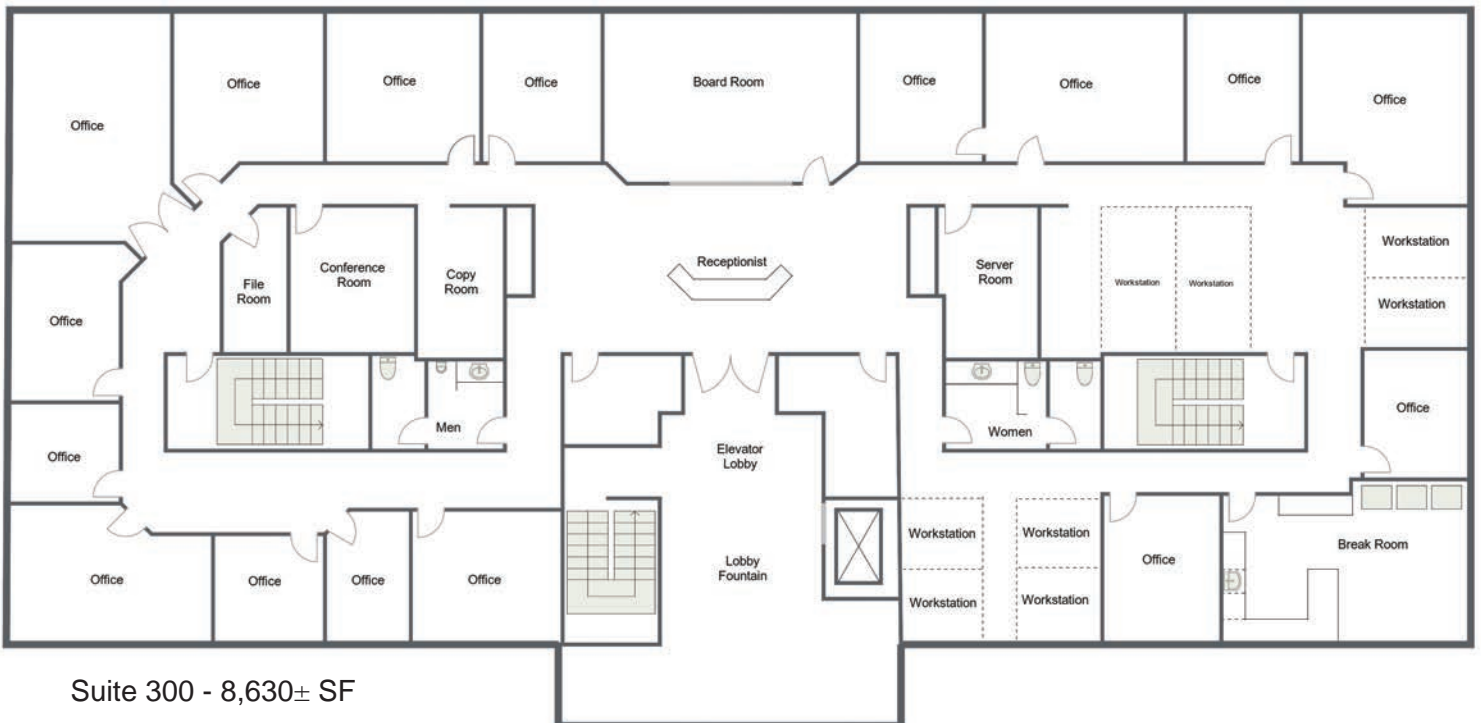 Office
Office
Office
Office
Board Room
Office
Office
Office
Office
File
Room
Conference
Room
Copy
Room
Receptionist
Server
Room
Workstation
Workstation
Workstation
Workstation
Office
Office
Men
Elevator
Lobby
Women
Office
Office
Office
Office
Office
Lobby
Fountain
Workstation
Workstation
Workstation
Workstation
Office
Break Room
Suite 300 - 8,630± SF